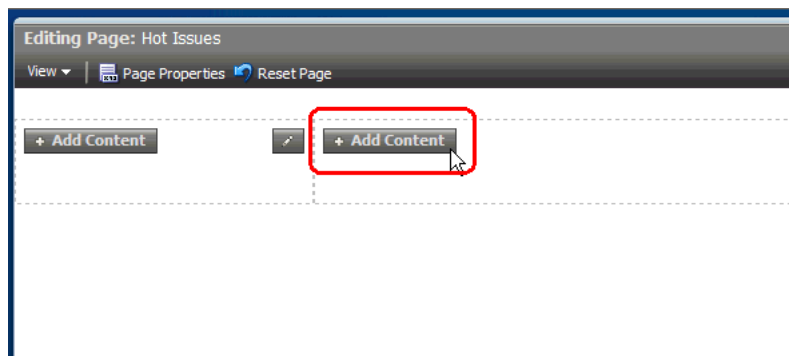 Editing Page: Hot Issues
View Page Properties Reset Page
+ Add Content + Add Content